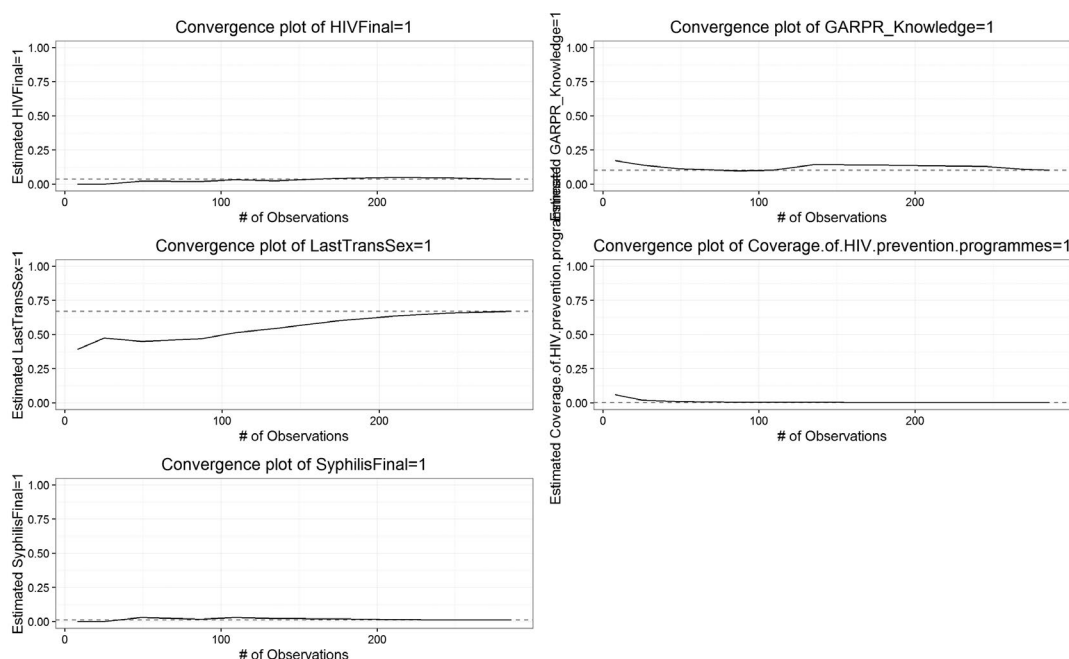 Convergence plot of HIVFinal=1
Estimated HIVFinal=1
1.00
0.75
0.50
0.25
0.00
0
200
# of Observations
Convergence plot of GARPR_Knowledge=1
Estimated GARPR_Knowledge=1
1.00
0.75
0.50
0.25
0.00
0
100
200
# of Observations
Convergence plot of LastTransSex=1
Estimated LastTransSex=1
1.00
0.75
0.50
0.25
0.00
0
100
200
# of Observations
Convergence plot of Coverage.of.HIV.prevention.programmes=1
Estimated Coverage.of.HIV.prevention.programmes=1
1.00
0.75
0.50
0.25
0.00
0
100
200
# of Observations
Convergence plot of SyphilisFinal=1
Estimated SyphilisFinal=1
1.00
0.75
0.50
0.25
0.00
0
200
# of Observations